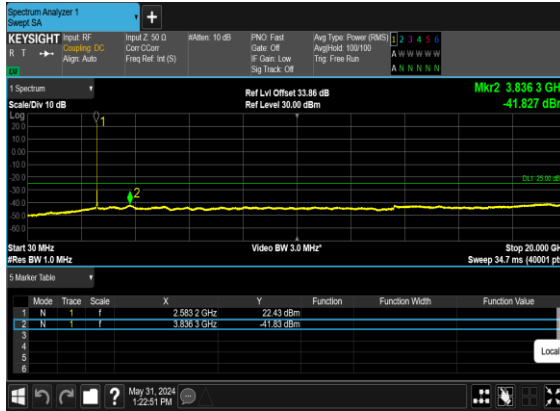 Spectrum Analyzer 1
Swept SA
KEYSIGHT Input: RF Input Z: 50 Ω #Atten: 10 dB PNO: Fast Avg Type: Power (RMS) 1 2 3 4 5 6
R T Coupling: DC Corr CCorr Gate: Off Avg|Hold: 100/100 A W W W W W
Align: Auto Freq Ref: Int (S) IF Gain: Low Trig: Free Run
Sig Track: Off A N N N N N
LU
1 Spectrum Ref Lvl Offset 33.86 dB Mkr2 3.836 3 GH
Scale/Div 10 dB Ref Level 30.00 dBm -41.827 dB
Log
20.0
10.0
0.00
-10.0
-20.0
-30.0
-40.0
-50.0
-60.0
1
2
DL1 -25.00 dB
Start 30 MHz Video BW 3.0 MHz* Stop 20.000 GH
#Res BW 1.0 MHz Sweep 34.7 ms (40001 pt
5 Marker Table
Mode Trace Scale X Y Function Function Width Function Value
1 N 1 f 2.583 2 GHz 22.43 dBm
2 N 1 f 3.836 3 GHz -41.83 dBm
3
4
5
6
Local
? May 31, 2024
1:22:51 PM